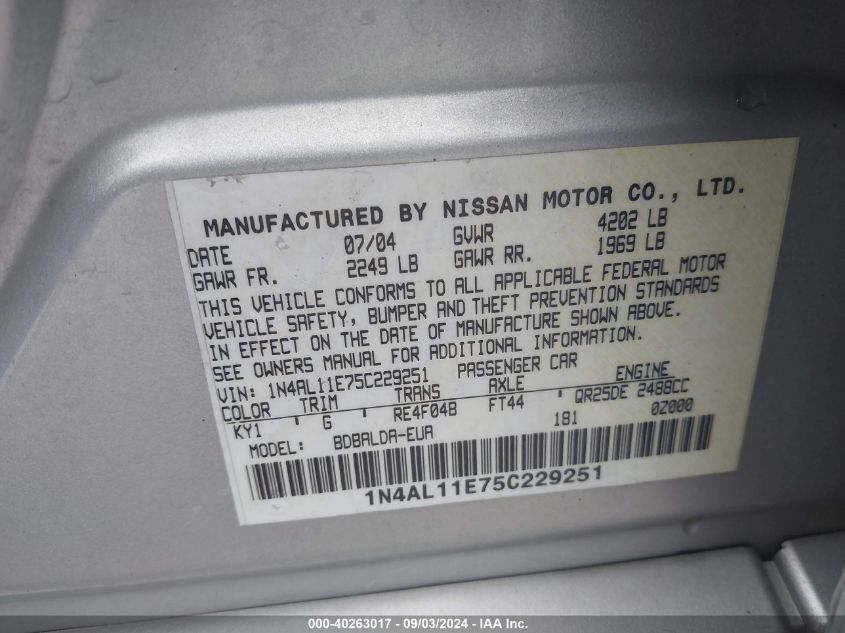 MANUFACTURED BY NISSAN MOTOR CO., LTD.
DATE 07/04 GVWR 4202 LB
GAWR FR. 2249 LB GAWR RR. 1969 LB
THIS VEHICLE CONFORMS TO ALL APPLICABLE FEDERAL MOTOR
VEHICLE SAFETY, BUMPER AND THEFT PREVENTION STANDARDS
IN EFFECT ON THE DATE OF MANUFACTURE SHOWN ABOVE.
SEE OWNERS MANUAL FOR ADDITIONAL INFORMATION.
VIN: 1N4AL11E75C229251 PASSENGER CAR
COLOR TRIM TRANS AXLE ENGINE
KY1 ' G RE4F04B FT44 ' QR25DE 2488CC
MODEL: BDBALDA-EUA 181 0Z000
1N4AL11E75C229251
000-40263017 - 09/03/2024 - IAA Inc.